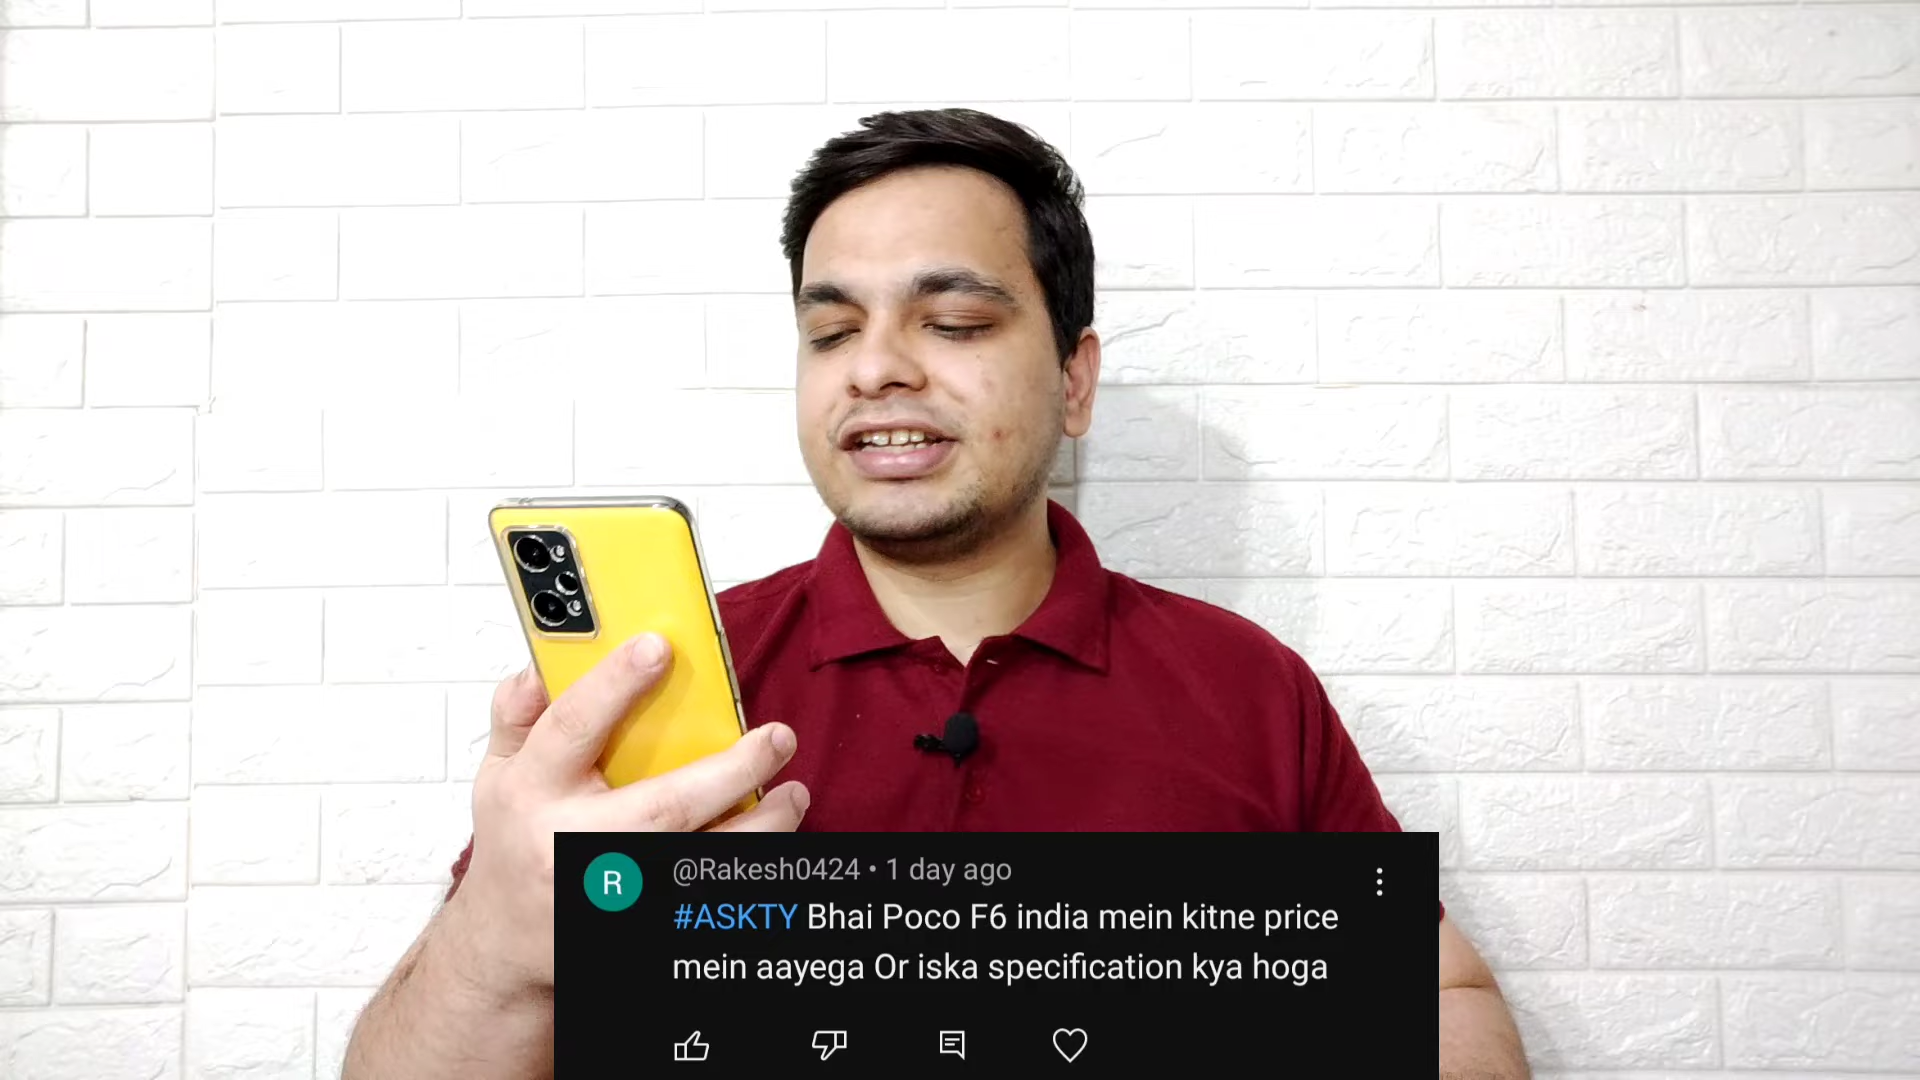 R
@Rakesh0424 • 1 day ago
#ASKTY Bhai Poco F6 india mein kitne price
mein aayega Or iska specification kya hoga